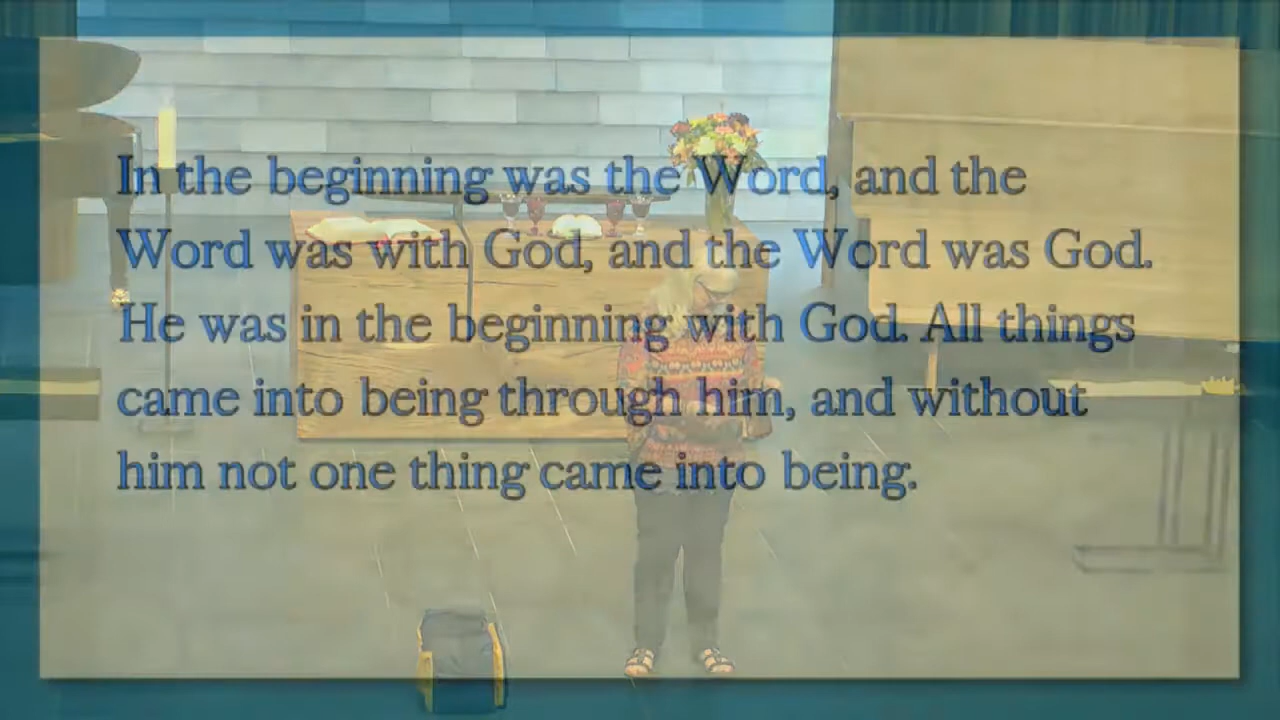 In the beginning was the Word, and the
Word was with God, and the Word was God.
He was in the beginning with God. All things
came into being through him, and without
him not one thing came into being.